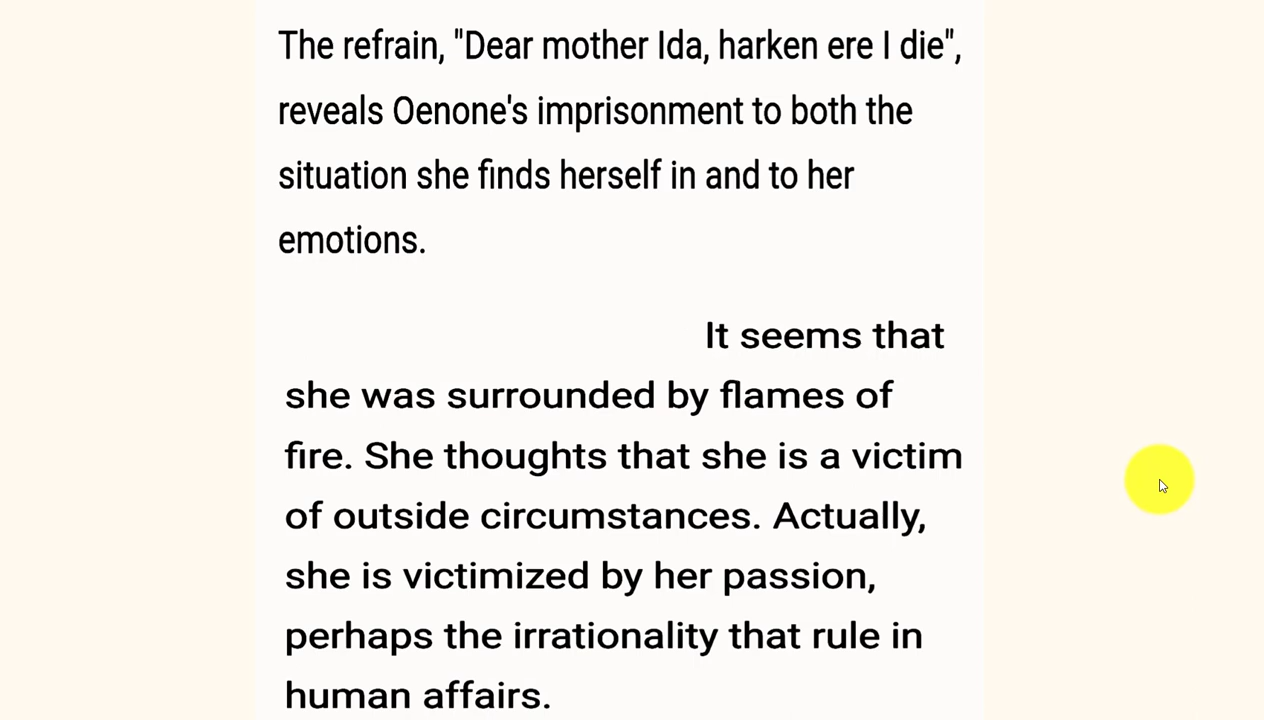 The refrain, "Dear mother Ida, harken ere I die",
reveals Oenone's imprisonment to both the
situation she finds herself in and to her
emotions.
It seems that
she was surrounded by flames of
fire. She thoughts that she is a victim
of outside circumstances. Actually,
she is victimized by her passion,
perhaps the irrationality that rule in
human affairs.